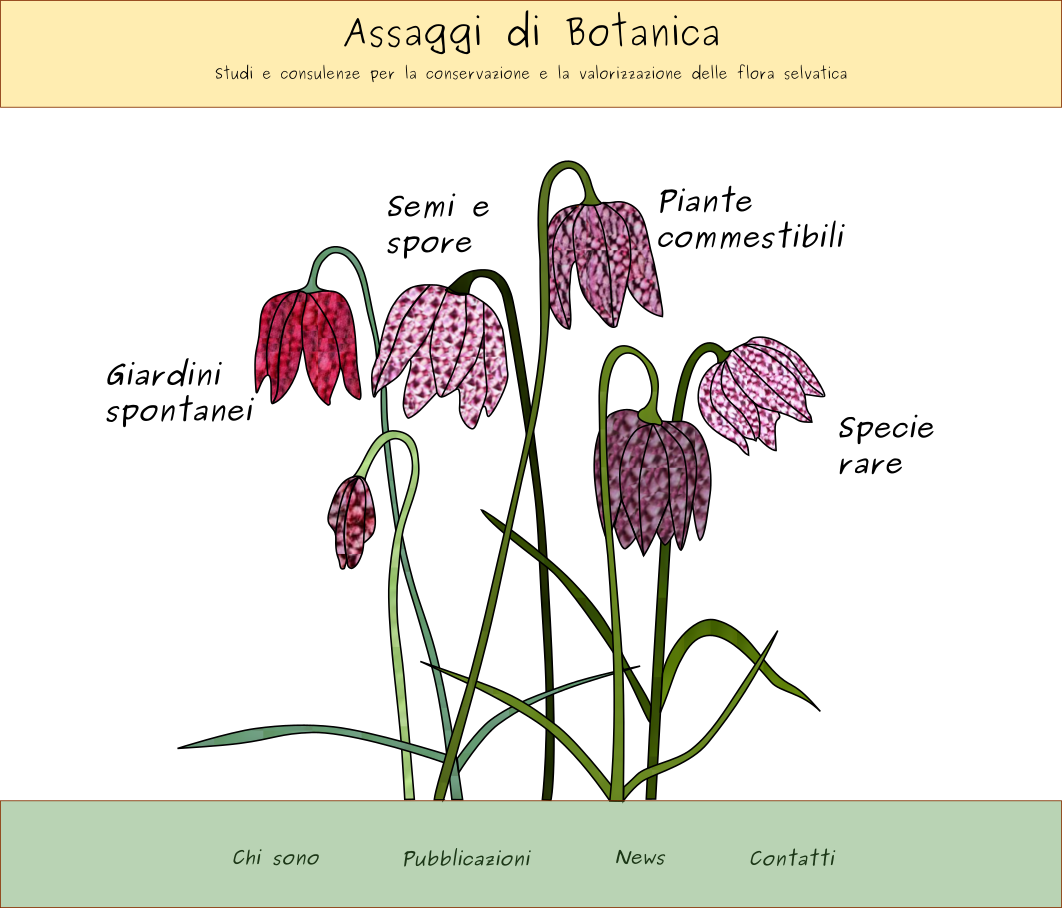 Assaggi di Botanica
Studi e consulenze per la conservazione e la valorizzazione delle flora selvatica
Semi e
spore
Piante
commestibili
Giardini
spontanei
Specie
rare
Chi sono
Pubblicazioni
News
Contatti